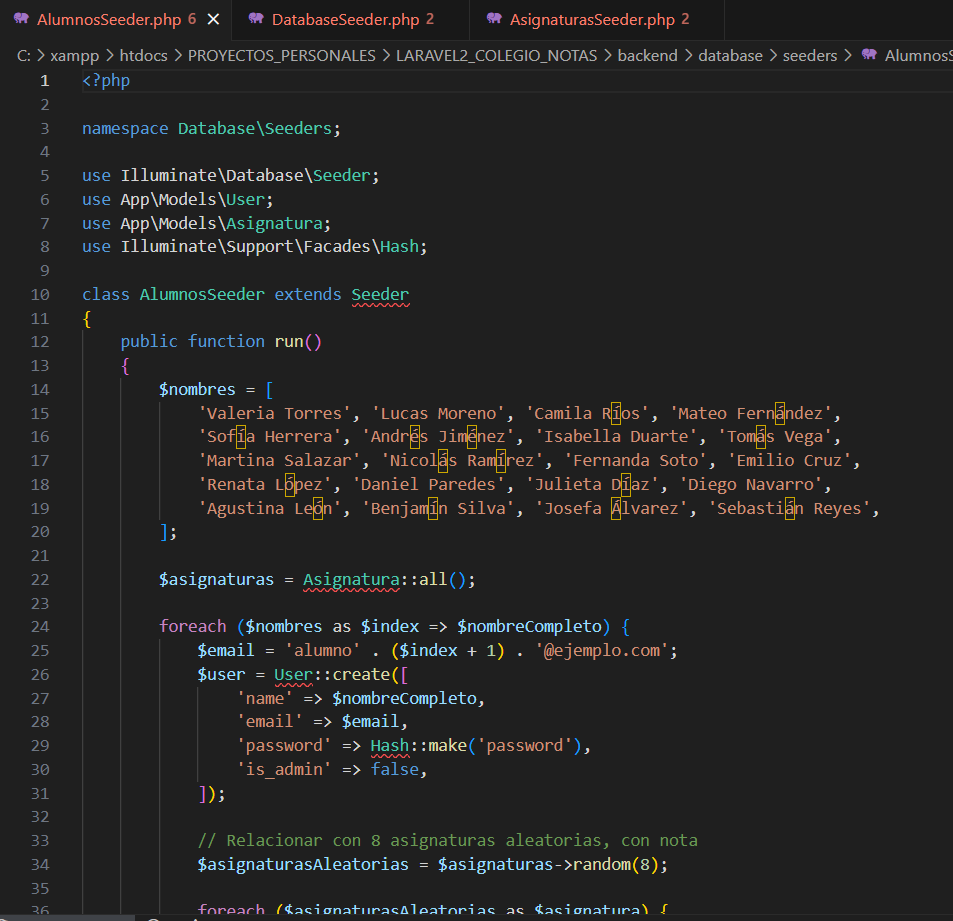 AlumnosSeeder.php 6 DatabaseSeeder.php 2 AsignaturasSeeder.php 2
C: > xampp > htdocs > PROYECTOS_PERSONALES > LARAVEL2_COLEGIO_NOTAS > backend > database > seeders > AlumnosS
1 <?php
2
3 namespace Database\Seeders;
4
5 use Illuminate\Database\Seeder;
6 use App\Models\User;
7 use App\Models\Asignatura;
8 use Illuminate\Support\Facades\Hash;
9
10 class AlumnosSeeder extends Seeder
11 {
12 public function run()
13 {
14 $nombres = [
15 'Valeria Torres', 'Lucas Moreno', 'Camila Ríos', 'Mateo Fernández',
16 'Sofía Herrera', 'Andrés Jiménez', 'Isabella Duarte', 'Tomás Vega',
17 'Martina Salazar', 'Nicolás Ramírez', 'Fernanda Soto', 'Emilio Cruz',
18 'Renata López', 'Daniel Paredes', 'Julieta Díaz', 'Diego Navarro',
19 'Agustina León', 'Benjamín Silva', 'Josefa Álvarez', 'Sebastián Reyes',
20 ];
21
22 $asignaturas = Asignatura::all();
23
24 foreach ($nombres as $index => $nombreCompleto) {
25 $email = 'alumno' . ($index + 1) . '@ejemplo.com';
26 $user = User::create([
27 'name' => $nombreCompleto,
28 'email' => $email,
29 'password' => Hash::make('password'),
30 'is_admin' => false,
31 ]);
32
33 // Relacionar con 8 asignaturas aleatorias, con nota
34 $asignaturasAleatorias = $asignaturas->random(8);
35
36 foreach ($asignaturasAleatorias as $asignatura) {